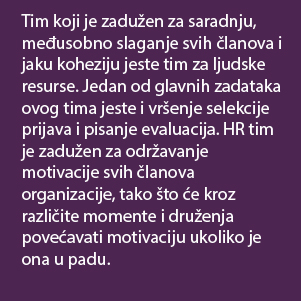 Tim koji je zadužen za saradnju,
međusobno slaganje svih članova i
jaku koheziju jeste tim za ljudske
resurse. Jedan od glavnih zadataka
ovog tima jeste i vršenje selekcije
prijava i pisanje evaluacija. HR tim
je zadužen za održavanje
motivacije svih članova
organizacije, tako što će kroz
različite momente i druženja
povećavati motivaciju ukoliko je
ona u padu.